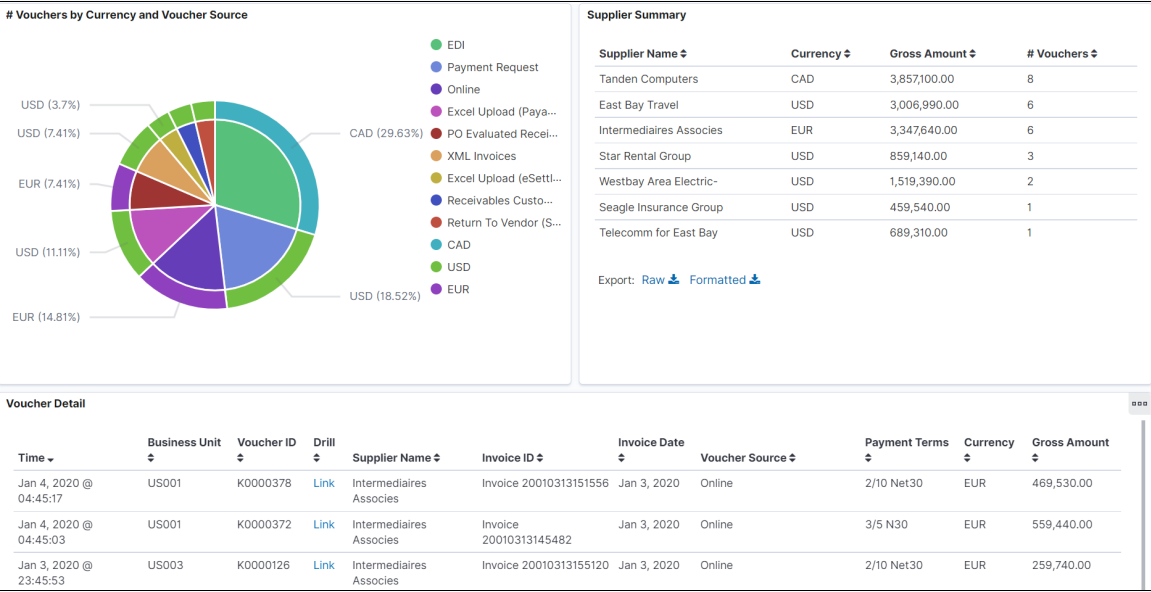 # Vouchers by Currency and Voucher Source
USD (3.7%)
USD (7.41%)
EUR (7.41%)
USD (11.11%)
EUR (14.81%)
CAD (29.63%)
USD (18.52%)
EDI
Payment Request
Online
Excel Upload (Paya...
PO Evaluated Recei...
XML Invoices
Excel Upload (eSettl...
Receivables Custo...
Return To Vendor (S...
CAD
USD
EUR
Supplier Summary
Supplier Name Currency Gross Amount # Vouchers
Tanden Computers CAD 3,857,100.00 8
East Bay Travel USD 3,006,990.00 6
Intermediaires Associes EUR 3,347,640.00 6
Star Rental Group USD 859,140.00 3
Westbay Area Electric- USD 1,519,390.00 2
Seagle Insurance Group USD 459,540.00 1
Telecomm for East Bay USD 689,310.00 1
Export: Raw Formatted
Voucher Detail
Time Business Unit Voucher ID Drill Supplier Name Invoice ID Invoice Date Voucher Source Payment Terms Currency Gross Amount
Jan 4, 2020 @ US001 K0000378 Link Intermediaires Invoice 20010313151556 Jan 3, 2020 Online 2/10 Net30 EUR 469,530.00
04:45:17 Associes
Jan 4, 2020 @ US001 K0000372 Link Intermediaires Invoice Jan 3, 2020 Online 3/5 N30 EUR 559,440.00
04:45:03 Associes 20010313145482
Jan 3, 2020 @ US003 K0000126 Link Intermediaires Invoice 20010313155120 Jan 3, 2020 Online 2/10 Net30 EUR 259,740.00
23:45:53 Associes